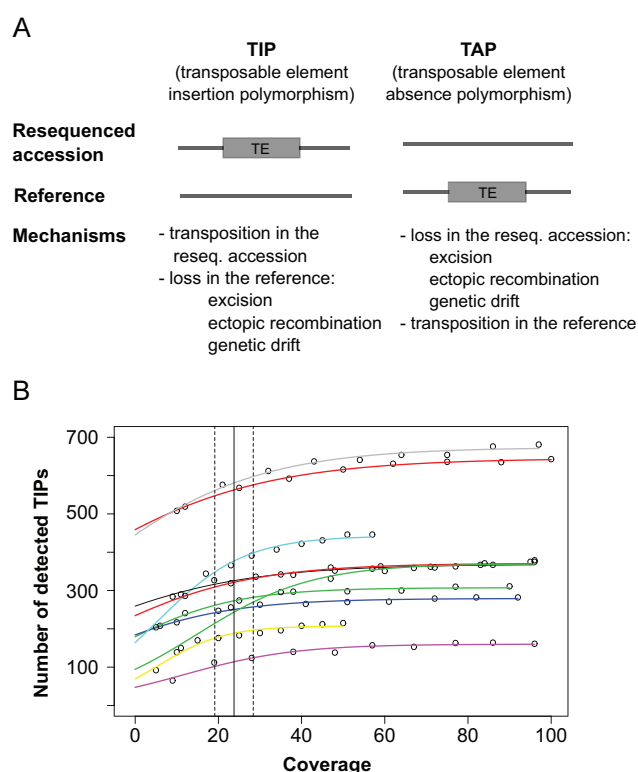 A
TIP
(transposable element
insertion polymorphism)
TAP
(transposable element
absence polymorphism)
Resequenced
accession
TE
Reference
TE
Mechanisms
- transposition in the
reseq. accession
- loss in the reference:
excision
ectopic recombination
genetic drift
- loss in the reseq. accession:
excision
ectopic recombination
genetic drift
- transposition in the reference
B
Number of detected TIPs
700
500
300
100
0
20
40
60
80
100
Coverage